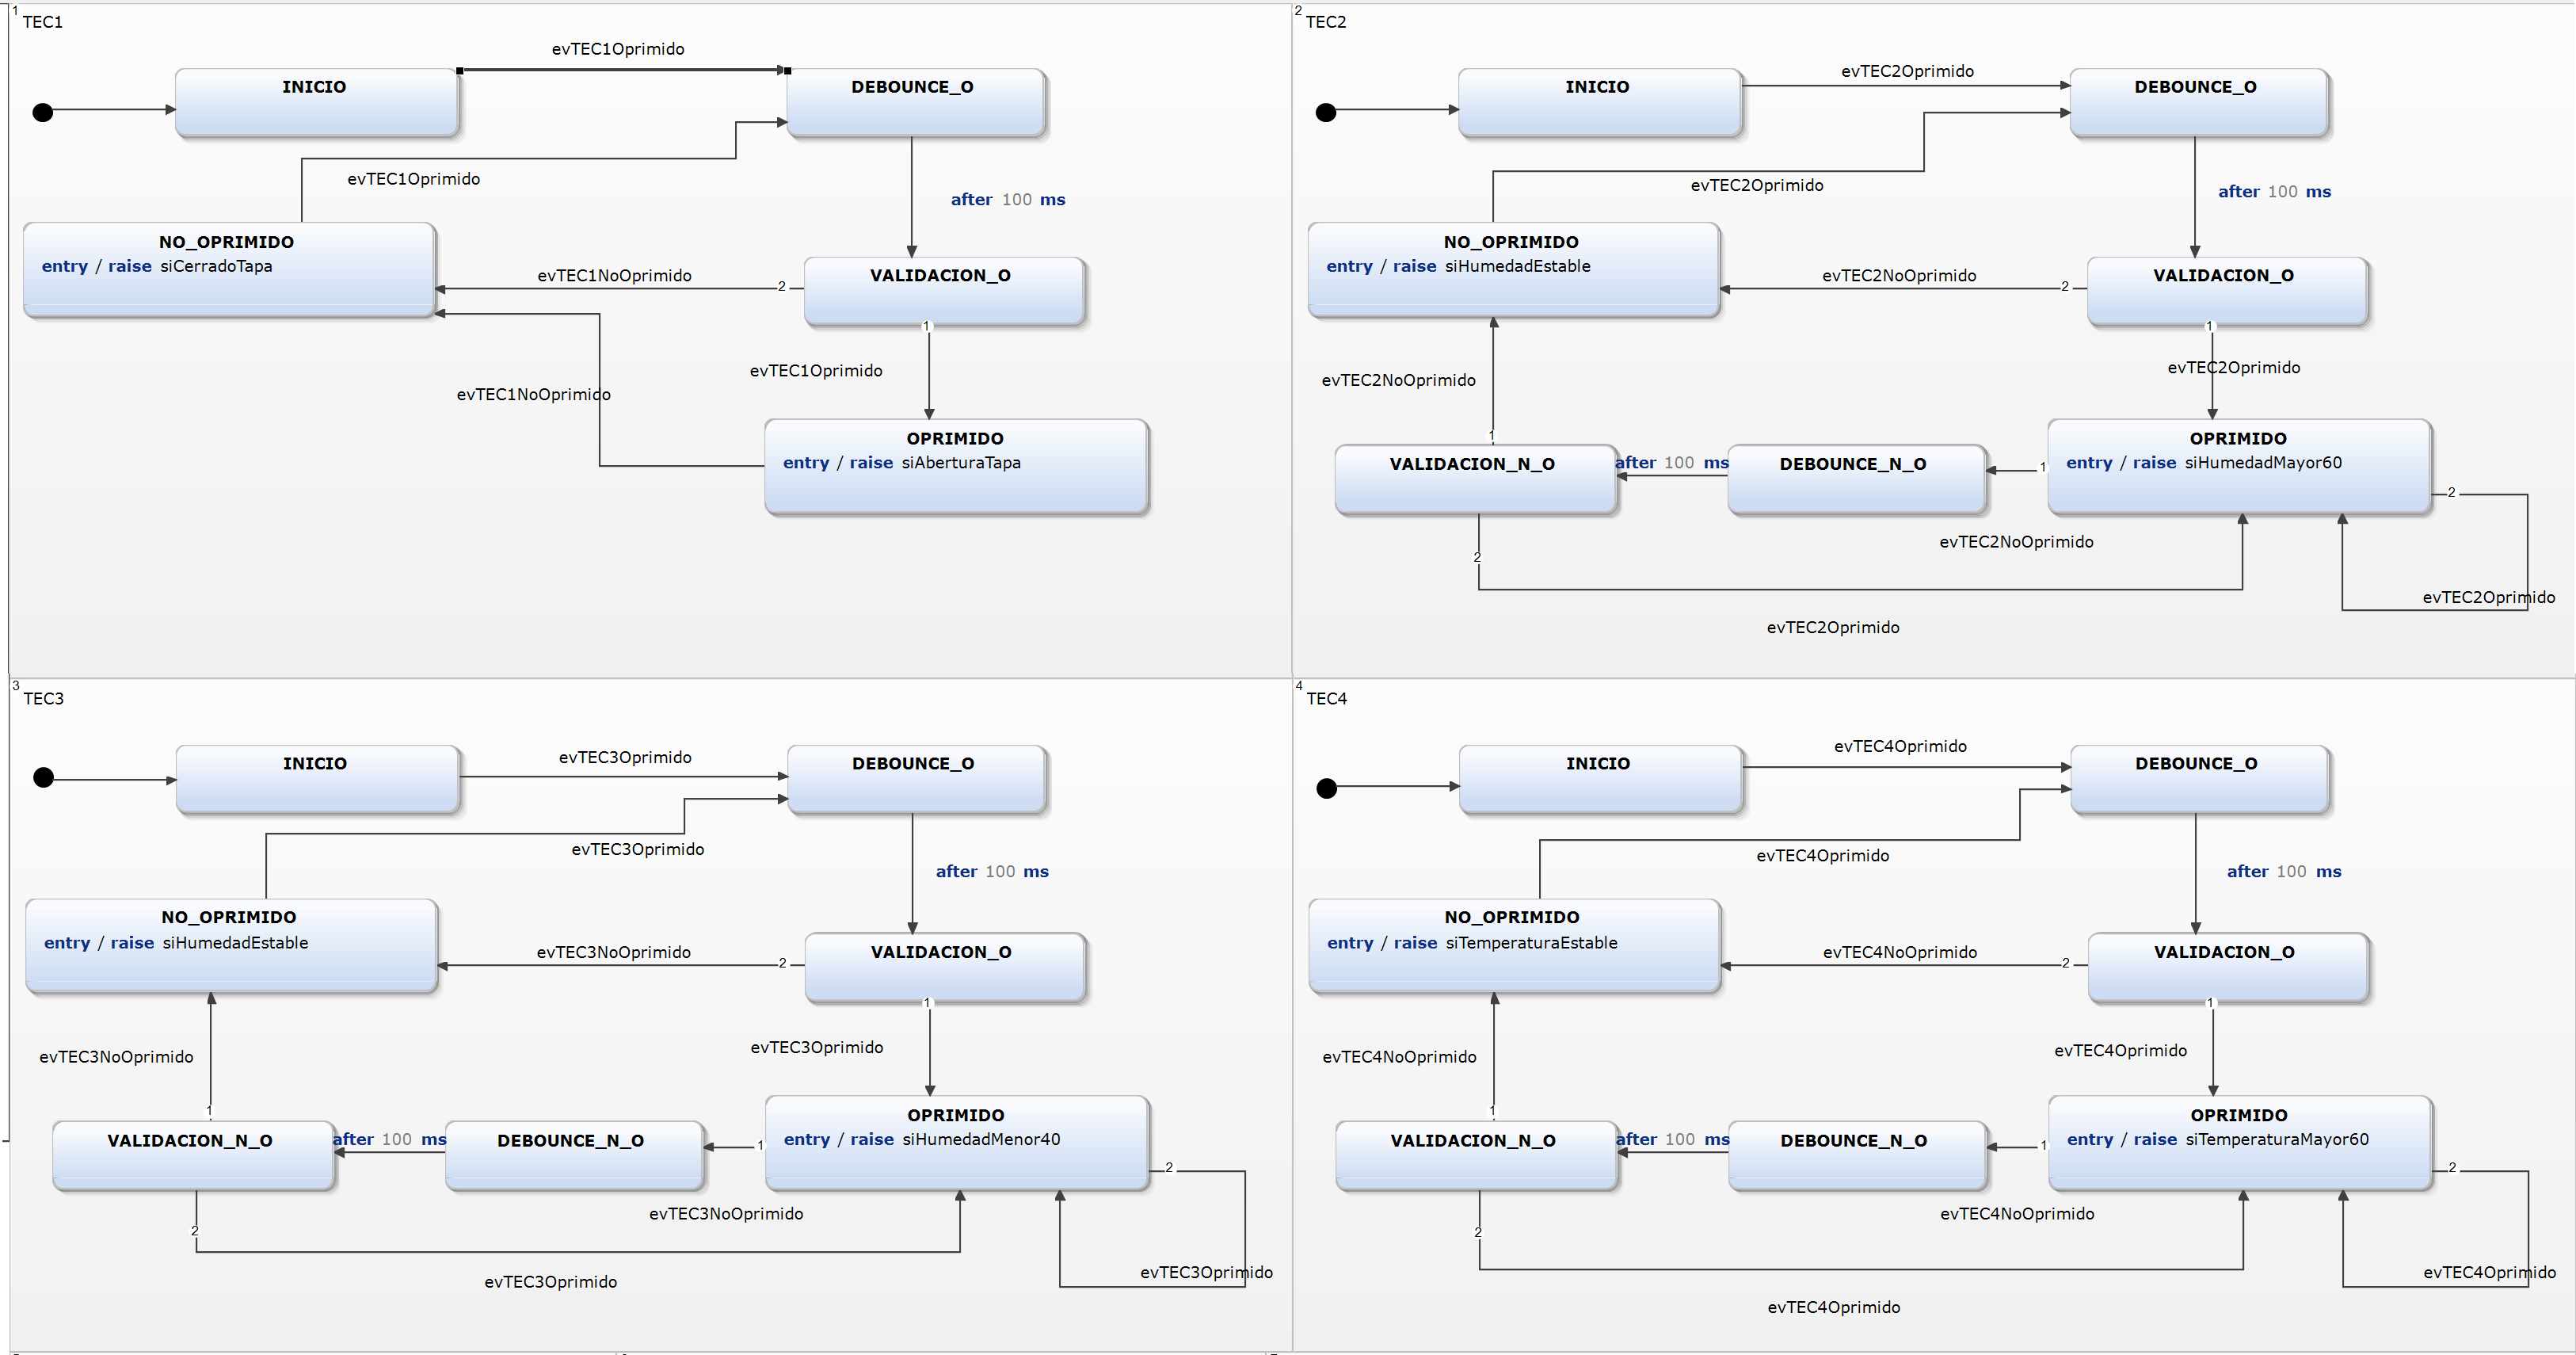 1
TEC1
evTEC1Oprimido
INICIO
DEBOUNCE_O
evTEC1Oprimido
after 100 ms
NO_OPRIMIDO
entry / raise siCerradoTapa
evTEC1NoOprimido
2
VALIDACION_O
1
evTEC1Oprimido
evTEC1NoOprimido
OPRIMIDO
entry / raise siAberturaTapa
2
TEC2
evTEC2Oprimido
INICIO
DEBOUNCE_O
evTEC2Oprimido
after 100 ms
NO_OPRIMIDO
entry / raise siHumedadEstable
evTEC2NoOprimido
2
VALIDACION_O
1
evTEC2Oprimido
evTEC2NoOprimido
1
VALIDACION_N_O
after 100 ms
DEBOUNCE_N_O
1
OPRIMIDO
entry / raise siHumedadMayor60
2
evTEC2NoOprimido
2
evTEC2Oprimido
evTEC2Oprimido
3
TEC3
evTEC3Oprimido
INICIO
DEBOUNCE_O
evTEC3Oprimido
after 100 ms
NO_OPRIMIDO
entry / raise siHumedadEstable
evTEC3NoOprimido
2
VALIDACION_O
1
evTEC3Oprimido
evTEC3NoOprimido
1
VALIDACION_N_O
after 100 ms
DEBOUNCE_N_O
1
OPRIMIDO
entry / raise siHumedadMenor40
2
evTEC3NoOprimido
2
evTEC3Oprimido
evTEC3Oprimido
4
TEC4
evTEC4Oprimido
INICIO
DEBOUNCE_O
evTEC4Oprimido
after 100 ms
NO_OPRIMIDO
entry / raise siTemperaturaEstable
evTEC4NoOprimido
2
VALIDACION_O
1
evTEC4Oprimido
evTEC4NoOprimido
1
VALIDACION_N_O
after 100 ms
DEBOUNCE_N_O
1
OPRIMIDO
entry / raise siTemperaturaMayor60
2
evTEC4NoOprimido
2
evTEC4Oprimido
evTEC4Oprimido